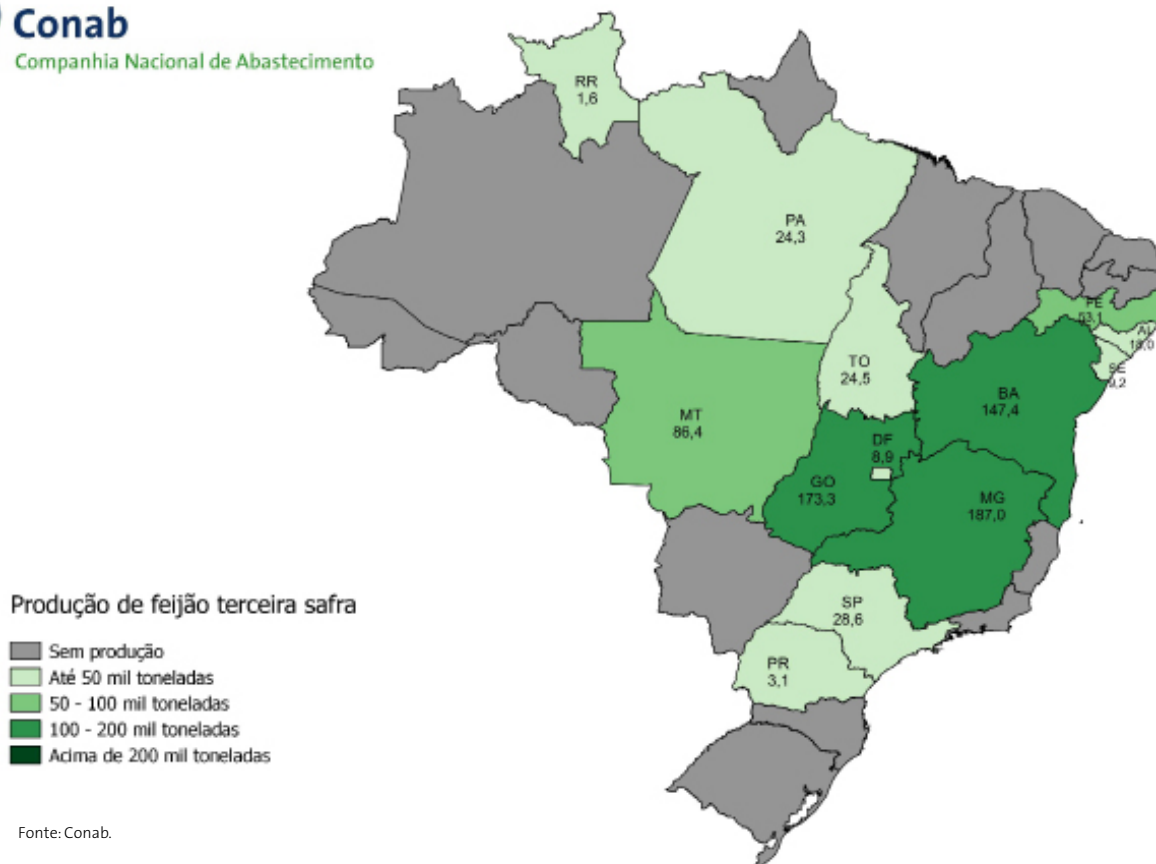 Conab
Companhia Nacional de Abastecimento
RR
1,6
PA
24,3
PE
53,1
AL
18,0
SE
9,2
TO
24,5
BA
147,4
MT
86,4
DF
8,9
GO
173,3
MG
187,0
SP
28,6
PR
3,1
Produção de feijão terceira safra
Sem produção
Até 50 mil toneladas
50 - 100 mil toneladas
100 - 200 mil toneladas
Acima de 200 mil toneladas
Fonte: Conab.